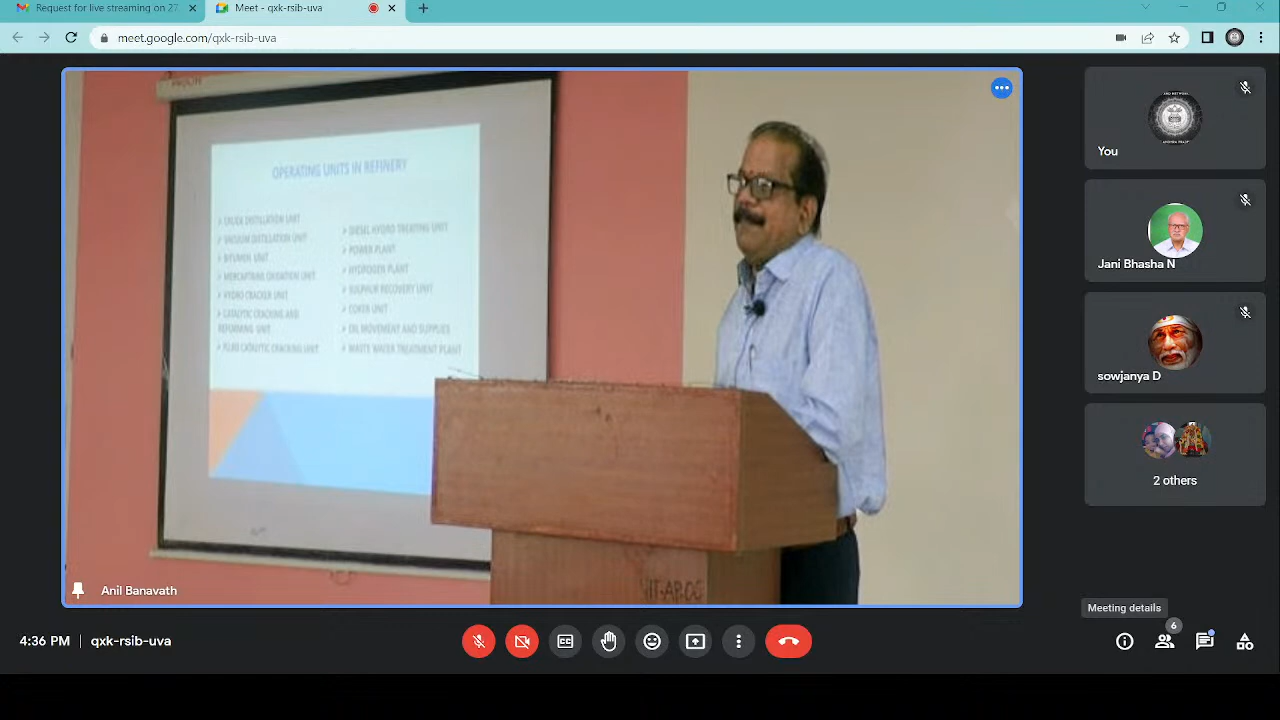 Request for live streaming on 27
Meet - qxk-rsib-uva
meet.google.com/qxk-rsib-uva
OPERATING UNITS IN REFINERY
CRUDE DISTILLATION UNIT
VACUUM DISTILLATION UNIT
BITUMEN UNIT
MERCAPTANS OXIDATION UNIT
HYDRO CRACKER UNIT
CATALYTIC CRACKING AND
REFORMING UNIT
FLUID CATALYTIC CRACKING UNIT
DIESEL HYDRO TREATING UNIT
POWER PLANT
HYDROGEN PLANT
SULPHUR RECOVERY UNIT
COKER UNIT
OIL MOVEMENT AND SUPPLIES
WASTE WATER TREATMENT PLANT
Anil Banavath
You
Jani Bhasha N
sowjanya D
2 others
Meeting details
4:36 PM
qxk-rsib-uva
6